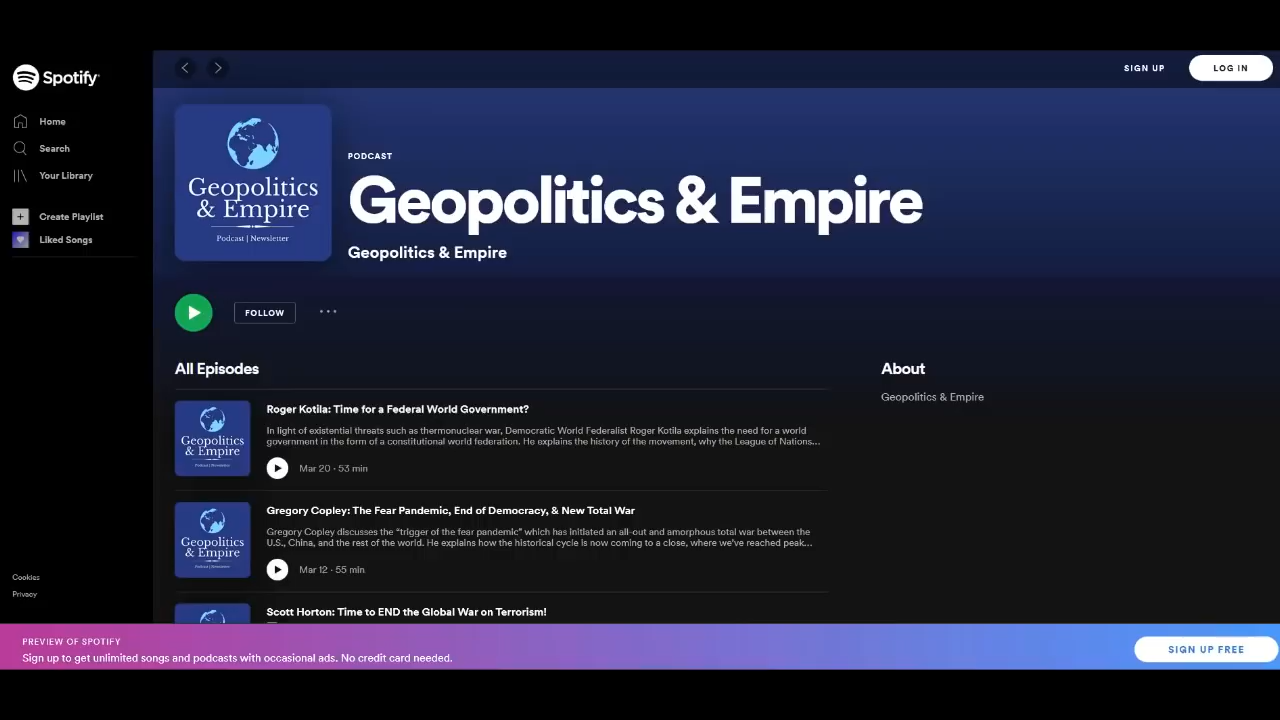 Spotify
Home
Search
Your Library
Create Playlist
Liked Songs
Cookies
Privacy
SIGN UP
LOG IN
Geopolitics
& Empire
Podcast | Newsletter
PODCAST
Geopolitics & Empire
Geopolitics & Empire
FOLLOW
All Episodes
Geopolitics
& Empire
Podcast | Newsletter
Roger Kotila: Time for a Federal World Government?
In light of existential threats such as thermonuclear war, Democratic World Federalist Roger Kotila explains the need for a world
government in the form of a constitutional world federation. He explains the history of the movement, why the League of Nations...
Mar 20 · 53 min
Geopolitics
& Empire
Podcast | Newsletter
Gregory Copley: The Fear Pandemic, End of Democracy, & New Total War
Gregory Copley discusses the “trigger of the fear pandemic” which has initiated an all-out and amorphous total war between the
U.S., China, and the rest of the world. He explains how the historical cycle is now coming to a close, where we’ve reached peak...
Mar 12 · 55 min
Scott Horton: Time to END the Global War on Terrorism!
About
Geopolitics & Empire
PREVIEW OF SPOTIFY
Sign up to get unlimited songs and podcasts with occasional ads. No credit card needed.
SIGN UP FREE